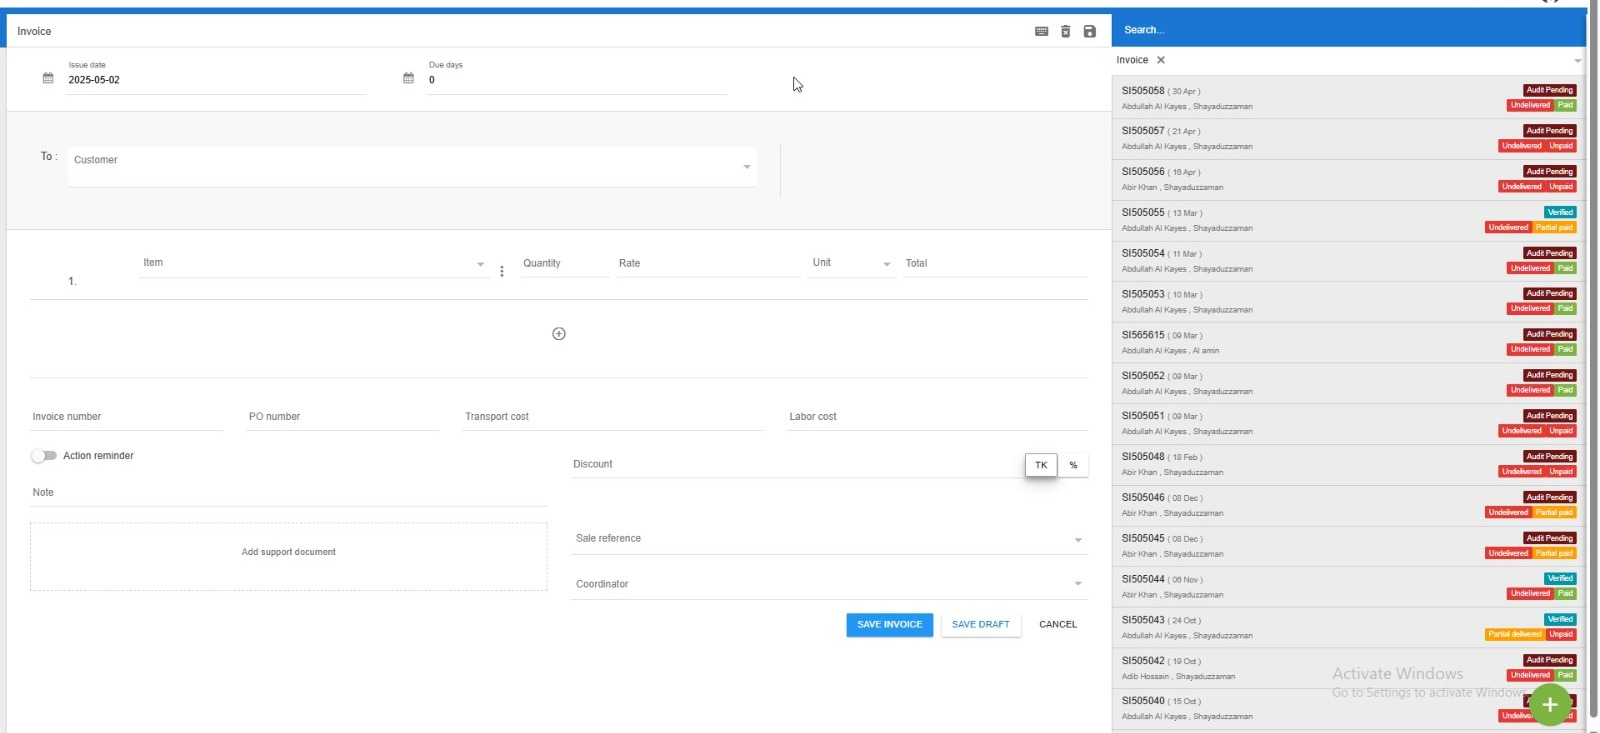 Invoice
Issue date
2025-05-02
Due days
0
To :
Customer
1.
Item
Quantity
Rate
Unit
Total
Invoice number
PO number
Transport cost
Labor cost
Action reminder
Discount
TK
%
Note
Add support document
Sale reference
Coordinator
SAVE INVOICE
SAVE DRAFT
CANCEL
Search...
Invoice
SI505058 ( 30 Apr )
Audit Pending
Abdullah Al Kayes , Shayaduzzaman
Undelivered Paid
SI505057 ( 21 Apr )
Audit Pending
Abdullah Al Kayes , Shayaduzzaman
Undelivered Unpaid
SI505056 ( 16 Apr )
Audit Pending
Abir Khan , Shayaduzzaman
Undelivered Unpaid
SI505055 ( 13 Mar )
Verified
Abdullah Al Kayes , Shayaduzzaman
Undelivered Partial paid
SI505054 ( 11 Mar )
Audit Pending
Abdullah Al Kayes , Shayaduzzaman
Undelivered Paid
SI505053 ( 10 Mar )
Audit Pending
Abdullah Al Kayes , Shayaduzzaman
Undelivered Paid
SI565615 ( 09 Mar )
Audit Pending
Abdullah Al Kayes , Al amin
Undelivered Paid
SI505052 ( 09 Mar )
Audit Pending
Abdullah Al Kayes , Shayaduzzaman
Undelivered Paid
SI505051 ( 09 Mar )
Audit Pending
Abdullah Al Kayes , Shayaduzzaman
Undelivered Unpaid
SI505048 ( 18 Feb )
Audit Pending
Abir Khan , Shayaduzzaman
Undelivered Unpaid
SI505046 ( 08 Dec )
Audit Pending
Abir Khan , Shayaduzzaman
Undelivered Partial paid
SI505045 ( 08 Dec )
Audit Pending
Abir Khan , Shayaduzzaman
Undelivered Partial paid
SI505044 ( 06 Nov )
Verified
Abir Khan , Shayaduzzaman
Undelivered Paid
SI505043 ( 24 Oct )
Verified
Abdullah Al Kayes , Shayaduzzaman
Partial delivered Unpaid
SI505042 ( 19 Oct )
Audit Pending
Adib Hossain , Shayaduzzaman
Undelivered Paid
Activate Windows
Go to Settings to activate Windows
SI505040 ( 15 Oct )
Abdullah Al Kayes , Shayaduzzaman